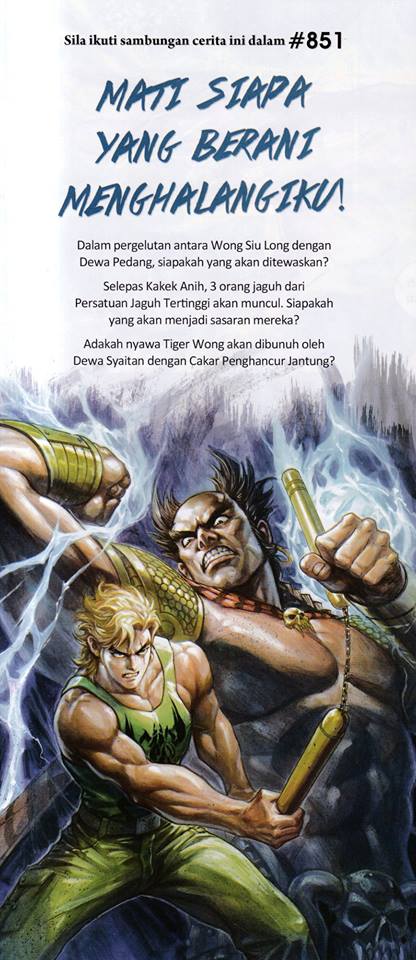 Sila ikuti sambungan cerita ini dalam #851
MATI SIAPA
YANG BERANI
MENGHALANGIKU!
Dalam pergelutan antara Wong Siu Long dengan
Dewa Pedang, siapakah yang akan ditewaskan?
Selepas Kakek Anih, 3 orang jaguh dari
Persatuan Jaguh Tertinggi akan muncul. Siapakah
yang akan menjadi sasaran mereka?
Adakah nyawa Tiger Wong akan dibunuh oleh
Dewa Syaitan dengan Cakar Penghancur Jantung?